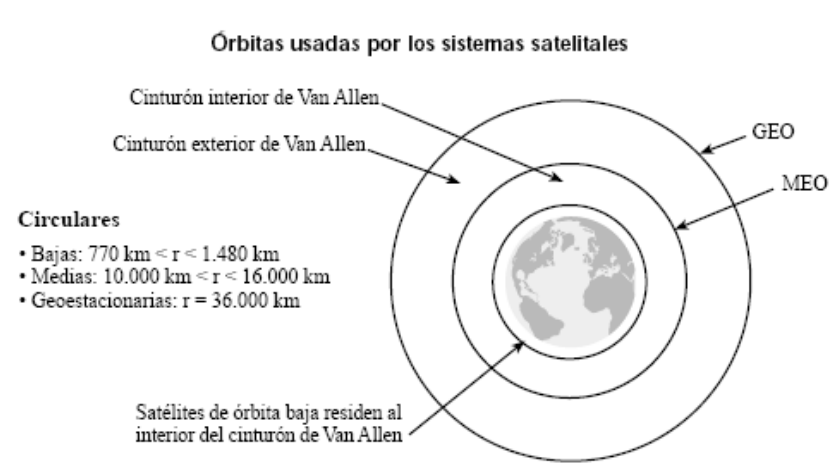 Órbitas usadas por los sistemas satelitales
Cinturón interior de Van Allen
Cinturón exterior de Van Allen
GEO
MEO
Circulares
• Bajas: 770 km < r < 1.480 km
• Medias: 10.000 km < r < 16.000 km
• Geoestacionarias: r = 36.000 km
Satélites de órbita baja residen al
interior del cinturón de Van Allen